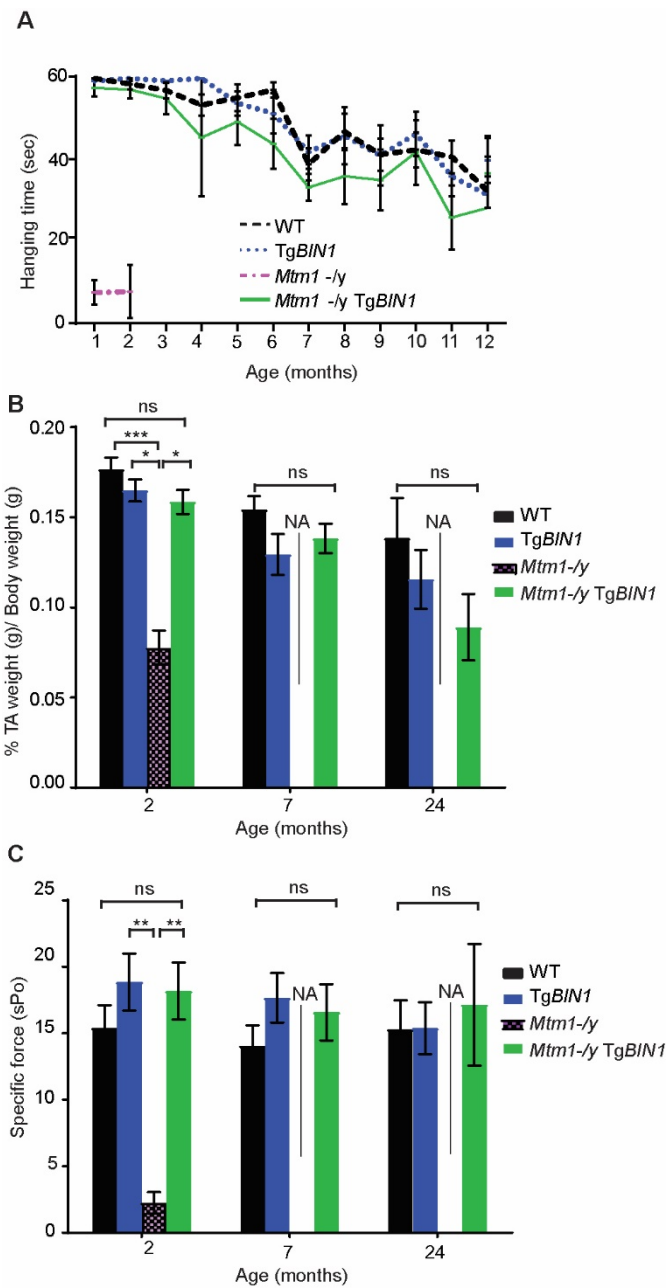 A
60
40
20
0
Hanging time (sec)
WT
TgBIN1
Mtm1 -/y
Mtm1 -/y TgBIN1
1 2 3 4 5 6 7 8 9 10 11 12
Age (months)
B
ns
***
* *
ns
ns
NA
NA
0.20
0.15
0.10
0.05
0.00
% TA weight (g)/ Body weight (g)
WT
TgBIN1
Mtm1-/y
Mtm1-/y TgBIN1
2 7 24
Age (months)
C
ns
** **
ns
ns
NA
NA
25
20
15
10
5
0
Specific force (sPo)
WT
TgBIN1
Mtm1-/y
Mtm1-/y TgBIN1
2 7 24
Age (months)